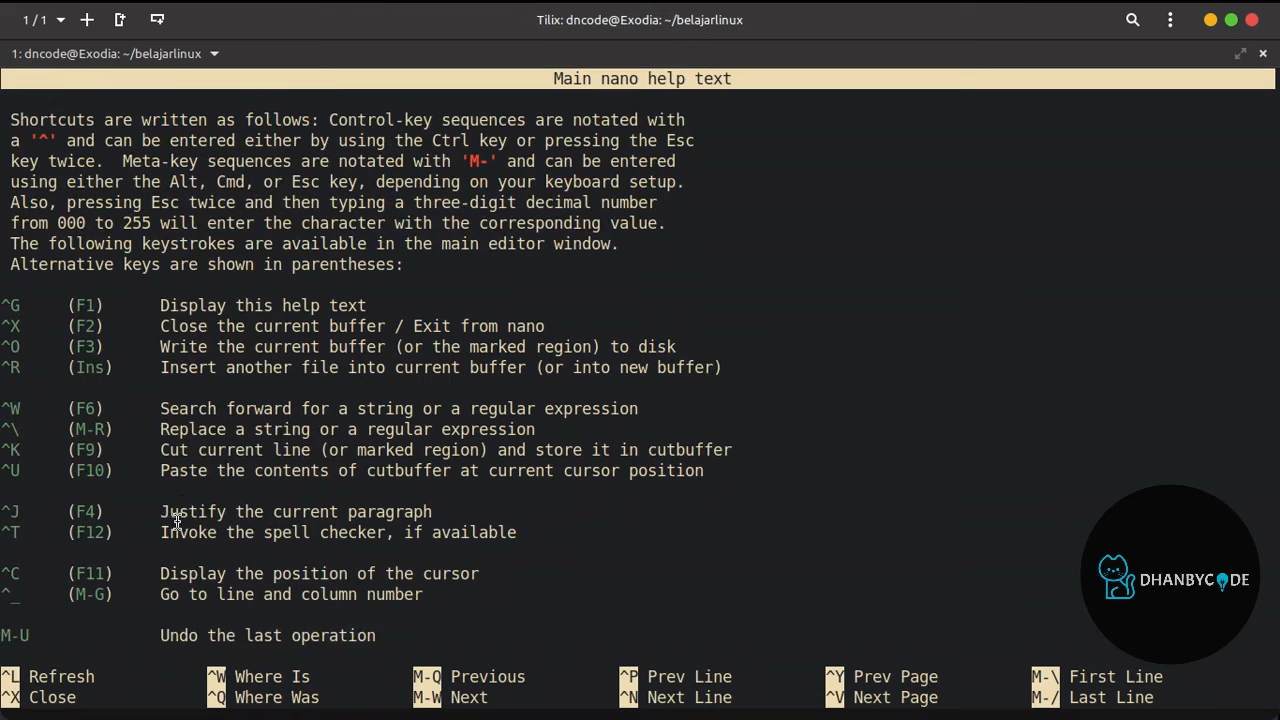 1 / 1
Tilix: dncode@Exodia: ~/belajarlinux
1: dncode@Exodia: ~/belajarlinux
Main nano help text
Shortcuts are written as follows: Control-key sequences are notated with
a '^' and can be entered either by using the Ctrl key or pressing the Esc
key twice.  Meta-key sequences are notated with 'M-' and can be entered
using either the Alt, Cmd, or Esc key, depending on your keyboard setup.
Also, pressing Esc twice and then typing a three-digit decimal number
from 000 to 255 will enter the character with the corresponding value.
The following keystrokes are available in the main editor window.
Alternative keys are shown in parentheses:
^G (F1) Display this help text
^X (F2) Close the current buffer / Exit from nano
^O (F3) Write the current buffer (or the marked region) to disk
^R (Ins) Insert another file into current buffer (or into new buffer)
^W (F6) Search forward for a string or a regular expression
^\ (M-R) Replace a string or a regular expression
^K (F9) Cut current line (or marked region) and store it in cutbuffer
^U (F10) Paste the contents of cutbuffer at current cursor position
^J (F4) Justify the current paragraph
^T (F12) Invoke the spell checker, if available
^C (F11) Display the position of the cursor
^_ (M-G) Go to line and column number
M-U Undo the last operation
^L Refresh ^W Where Is M-Q Previous ^P Prev Line ^Y Prev Page M-\ First Line
^X Close ^Q Where Was M-W Next ^N Next Line ^V Next Page M-/ Last Line
DHANBYCODE